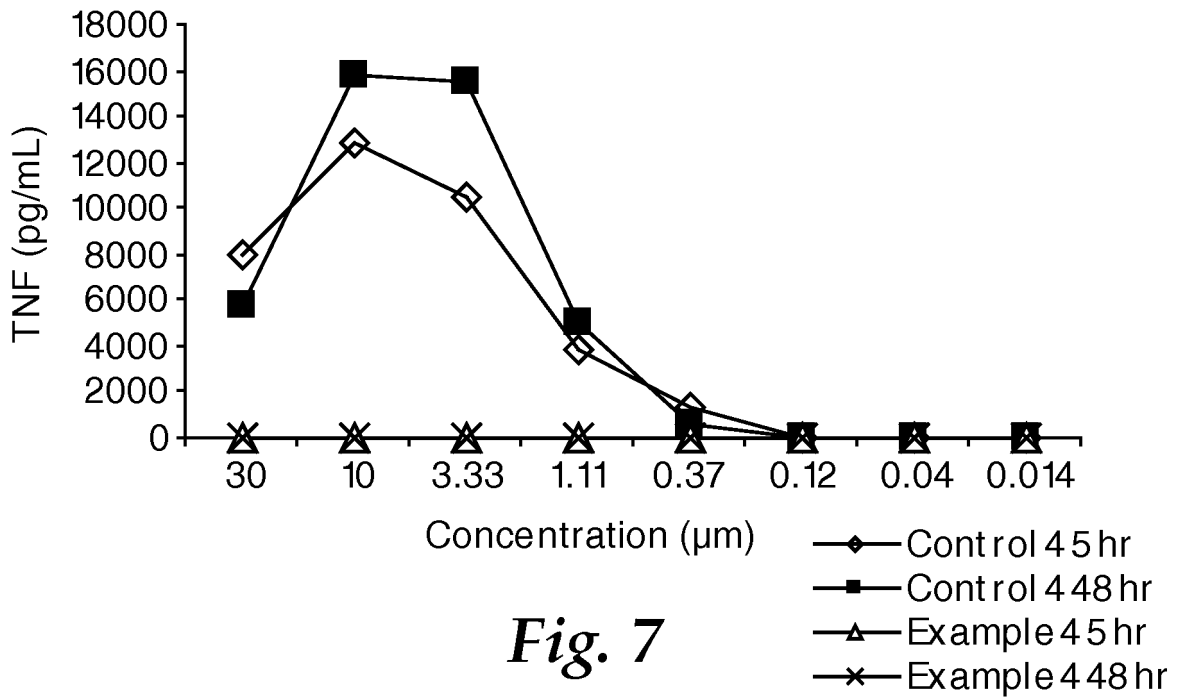 18000
16000
14000
12000
10000
8000
6000
4000
2000
0
TNF (pg/mL)
30 10 3.33 1.11 0.37 0.12 0.04 0.014
Concentration (µm)
Control 4 5 hr
Control 4 48 hr
Example 4 5 hr
Example 4 48 hr
Fig. 7